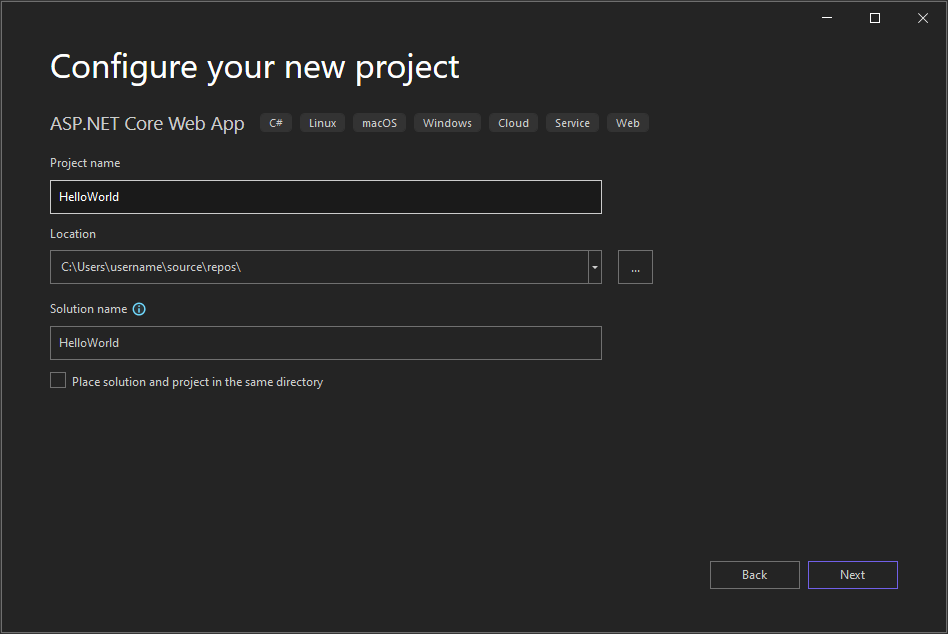 Configure your new project
ASP.NET Core Web App C# Linux macOS Windows Cloud Service Web
Project name
HelloWorld
Location
C:\Users\username\source\repos\
...
Solution name
HelloWorld
Place solution and project in the same directory
Back Next